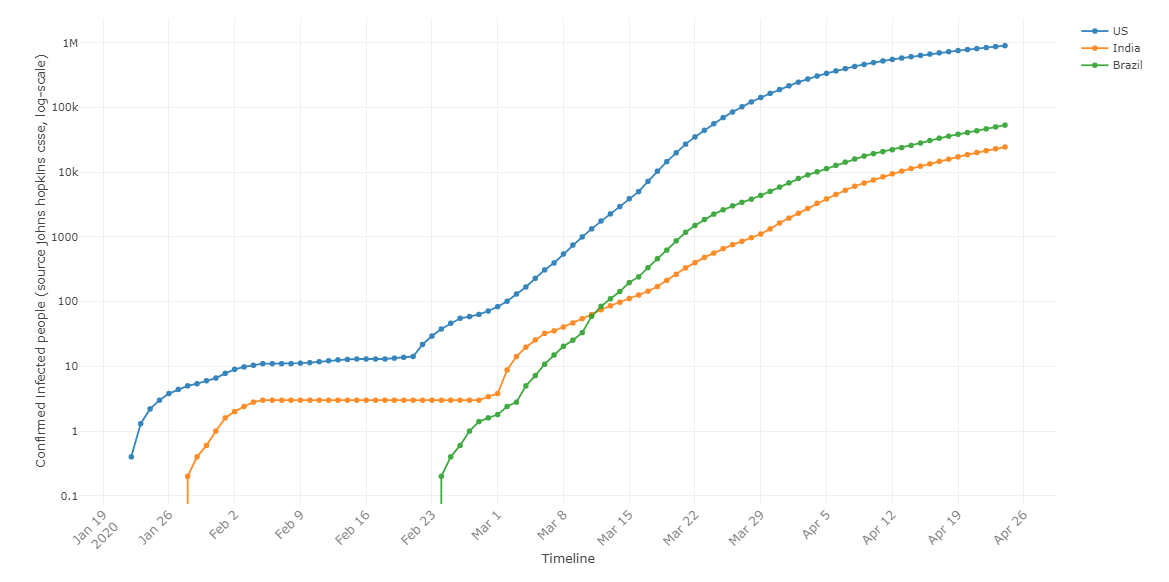 US
India
Brazil
Confirmed Infected people (source johns hopkins csse, log-scale)
1M
100k
10k
1000
100
10
1
0.1
Jan 19
2020
Jan 26
Feb 2
Feb 9
Feb 16
Feb 23
Mar 1
Mar 8
Mar 15
Mar 22
Mar 29
Apr 5
Apr 12
Apr 19
Apr 26
Timeline